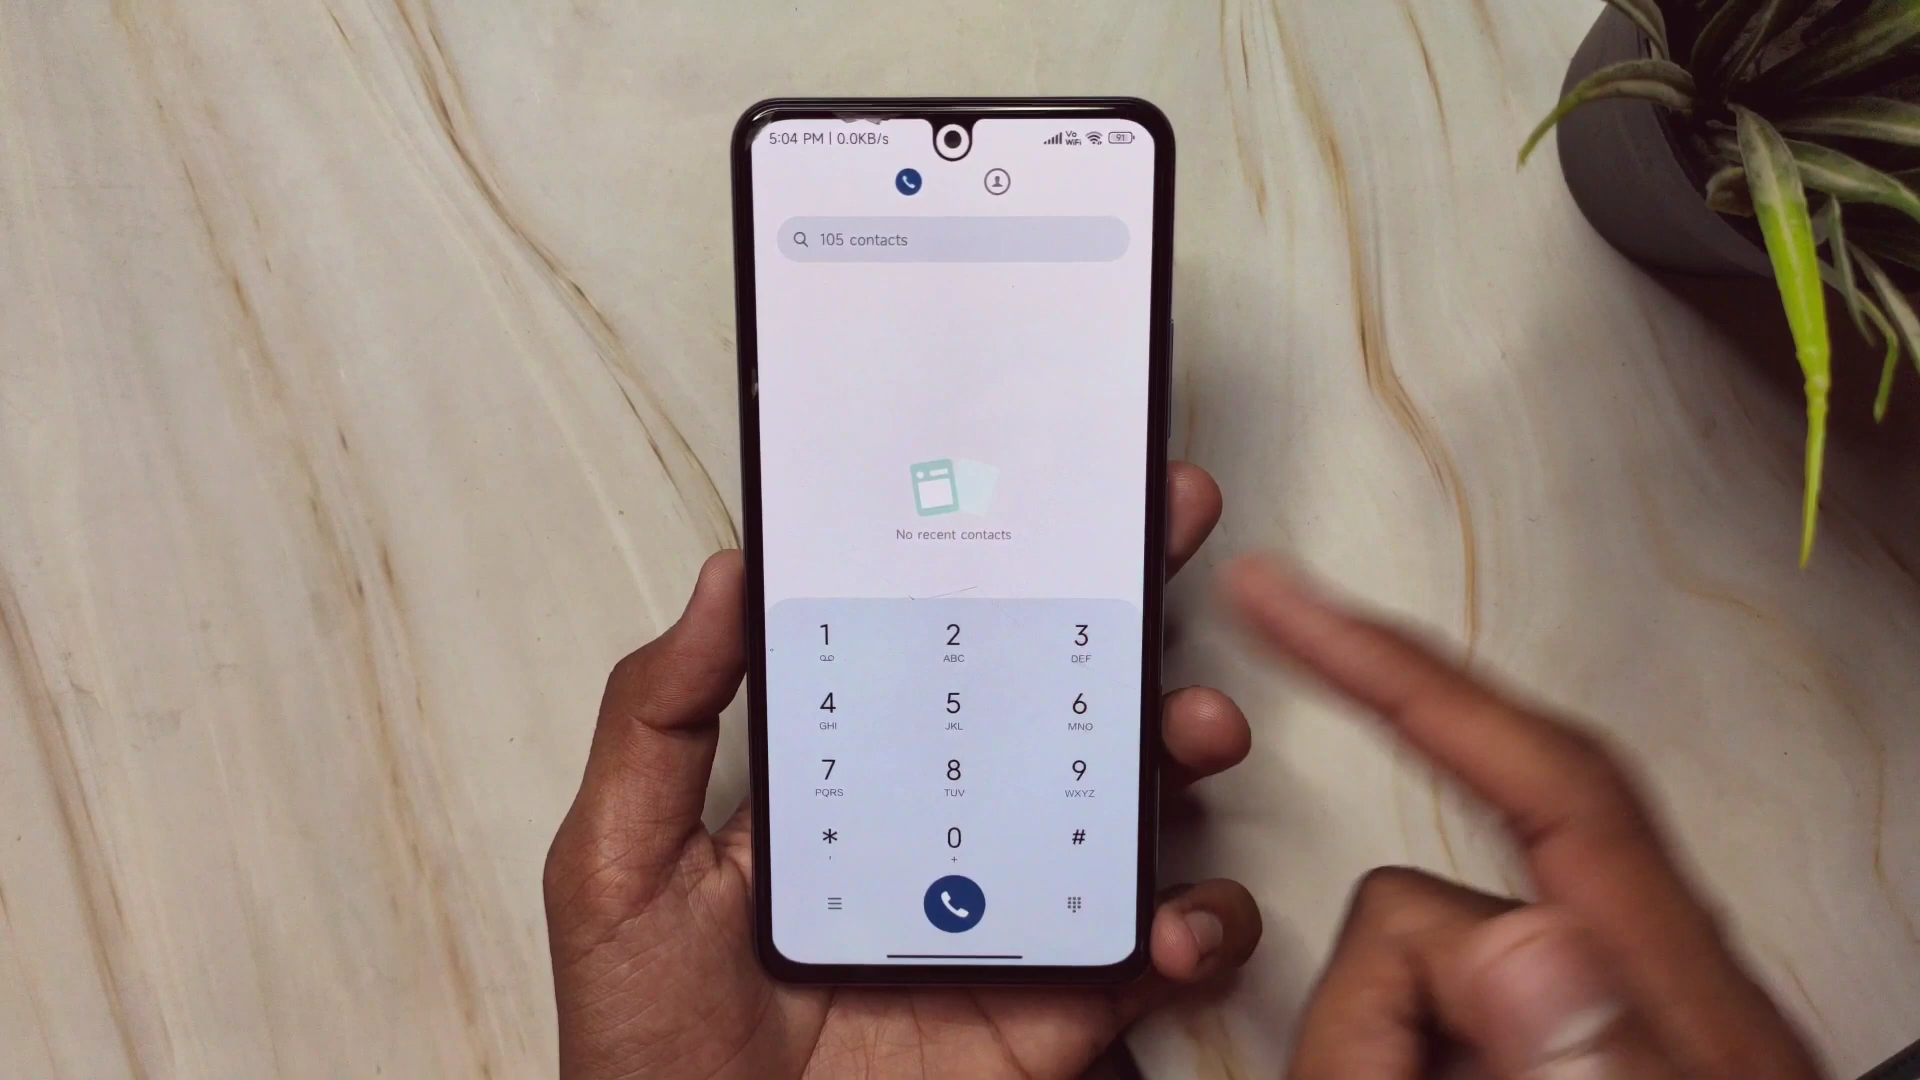 5:04 PM | 0.0KB/s Vo WiFi 91
105 contacts
No recent contacts
1 2 3
ABC DEF
4 5 6
GHI JKL MNO
7 8 9
PQRS TUV WXYZ
* 0 #
, +